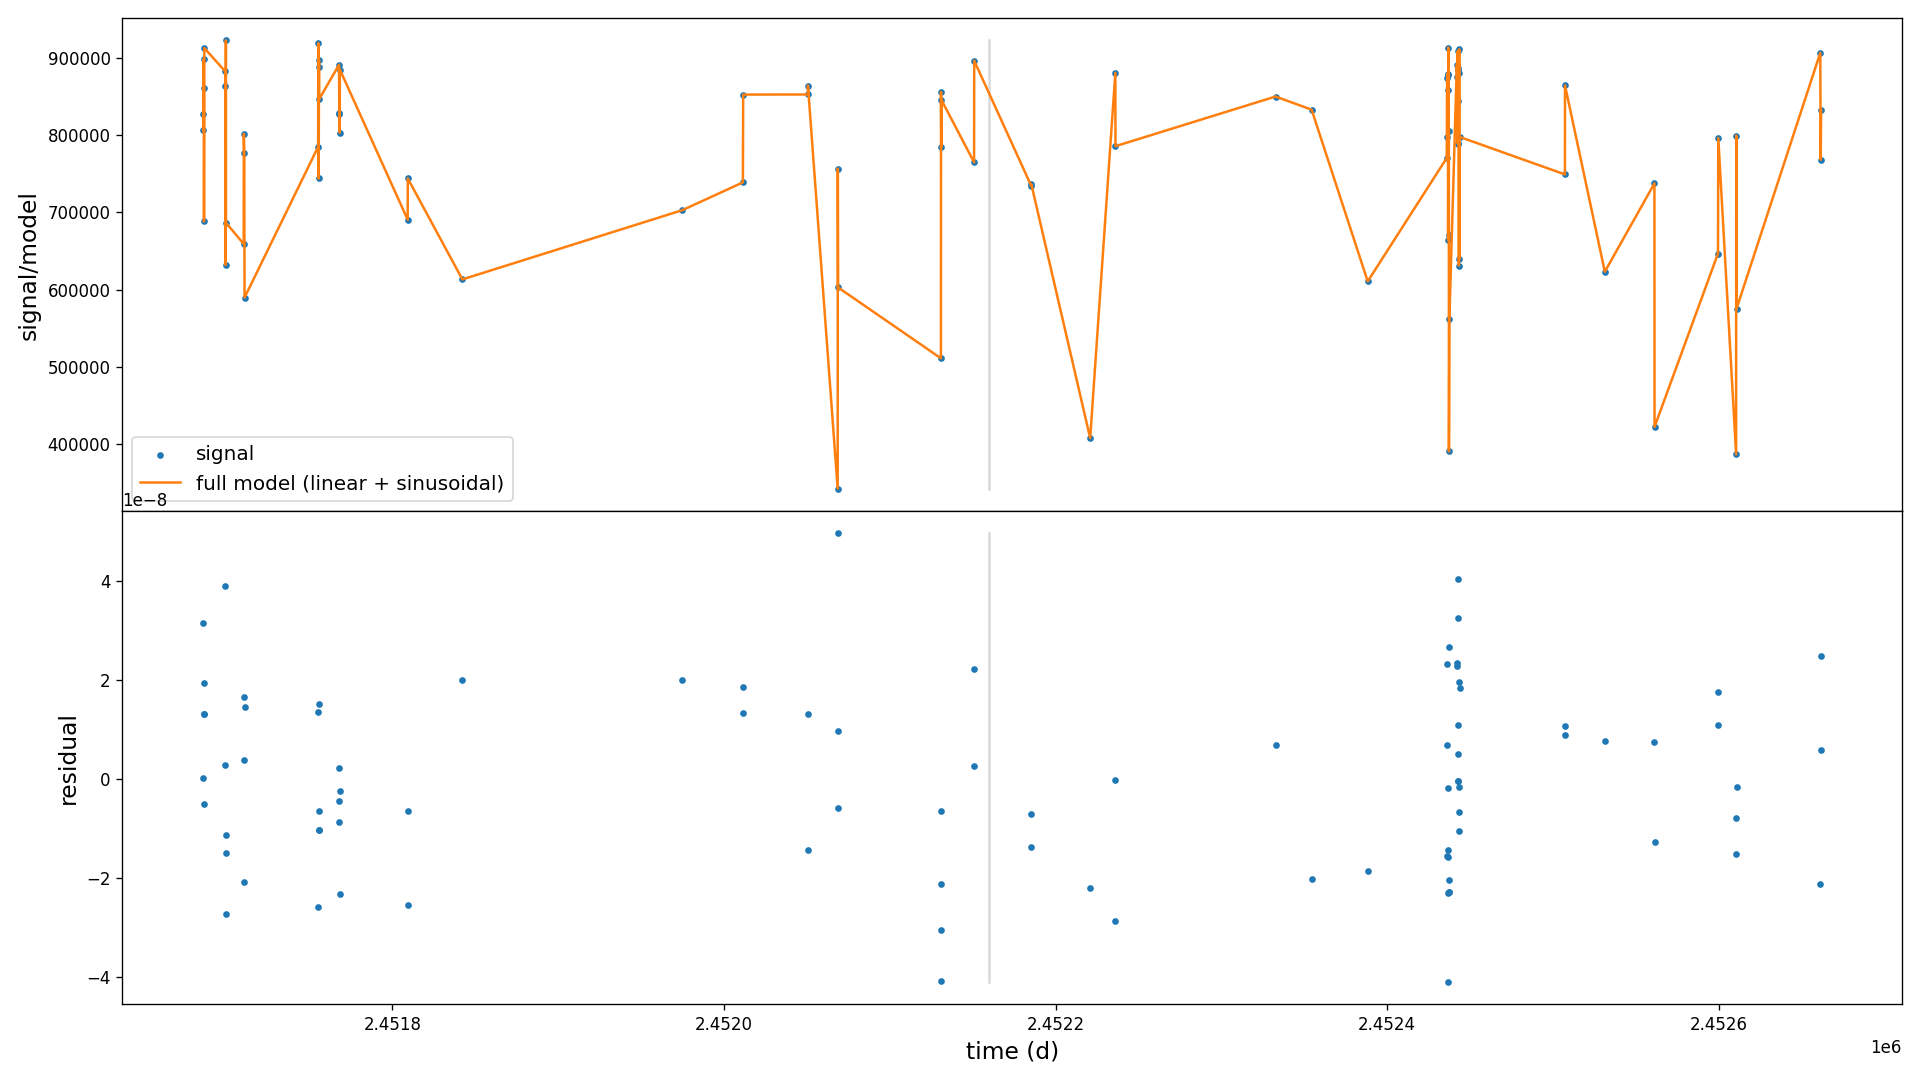 signal/model
900000
800000
700000
600000
500000
400000
signal
full model (linear + sinusoidal)
1e−8
residual
4
2
0
−2
−4
2.4518
2.4520
2.4522
2.4524
2.4526
time (d)
1e6